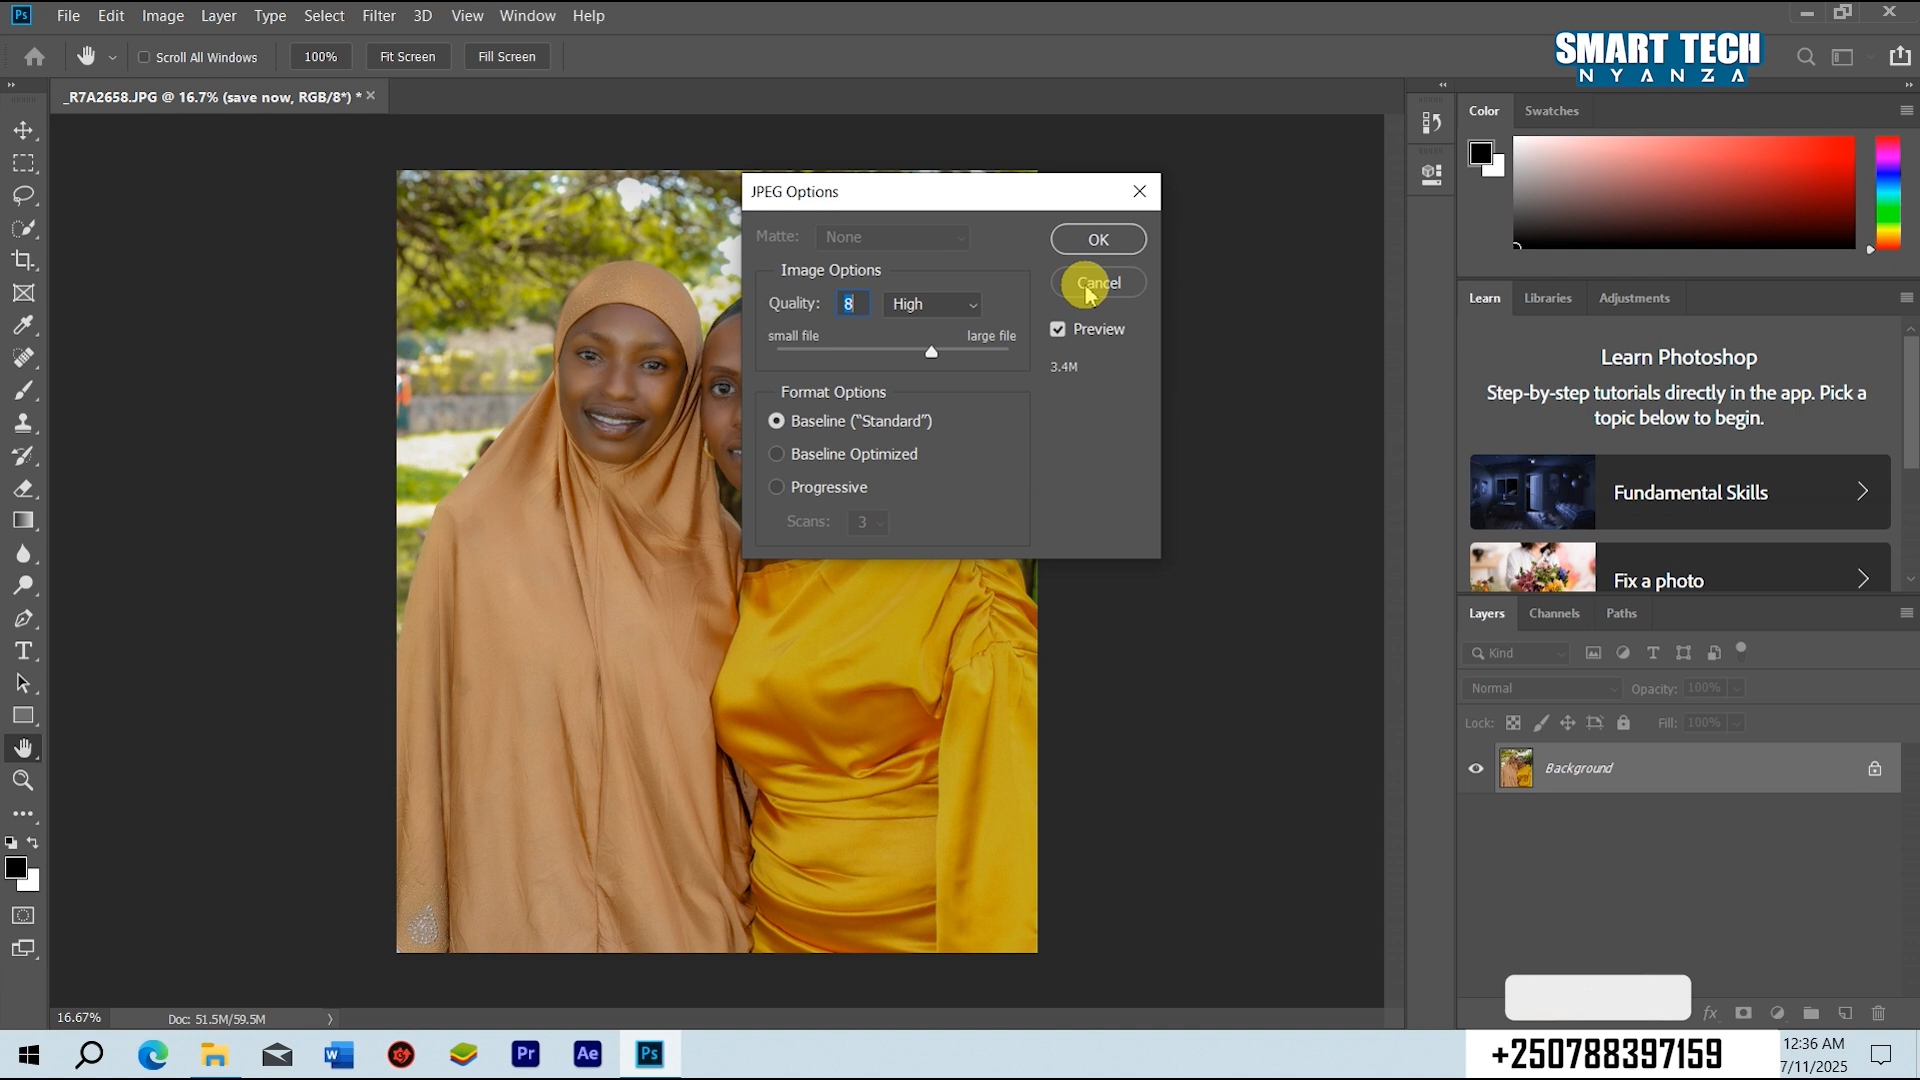 Ps File Edit Image Layer Type Select Filter 3D View Window Help
Scroll All Windows 100% Fit Screen Fill Screen
SMART TECH
NYANZA
_R7A2658.JPG @ 16.7% (save now, RGB/8*) *
Color Swatches
JPEG Options
Matte: None
OK
Image Options
Cancel
Quality: 8 High
Preview
small file large file
3.4M
Format Options
Baseline ("Standard")
Baseline Optimized
Progressive
Scans: 3
Learn Libraries Adjustments
Learn Photoshop
Step-by-step tutorials directly in the app. Pick a
topic below to begin.
Fundamental Skills
Fix a photo
Layers Channels Paths
Kind
Normal Opacity: 100%
Lock: Fill: 100%
Background
fx
16.67% Doc: 51.5M/59.5M
W Pr Ae Ps
+250788397159
12:36 AM
7/11/2025